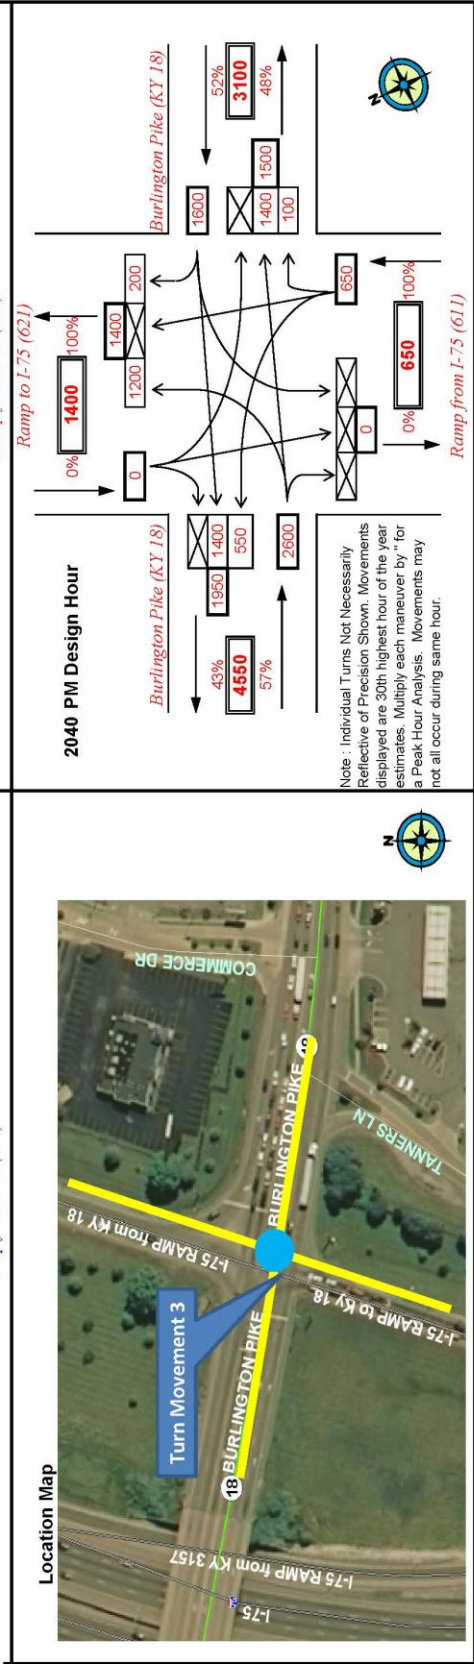 Location Map
N
Turn Movement 3
I-75 RAMP from KY 18
COMMERCE DR
18
BURLINGTON PIKE
BURLINGTON PIKE
I-75
I-75 RAMP from KY 3157
I-75 RAMP to Ky 18
TANNERS LN
2040 PM Design Hour
Ramp to I-75 (621)
0%
1400
100%
0
1400
1200
200
Burlington Pike (KY 18)
43%
4550
57%
1950
1400
550
2600
Burlington Pike (KY 18)
1600
52%
3100
48%
1500
1400
100
650
0
0%
650
100%
Ramp from I-75 (611)
N
Note : Individual Turns Not Necessarily
Reflective of Precision Shown. Movements
displayed are 30th highest hour of the year
estimates. Multiply each maneuver by " for
a Peak Hour Analysis. Movements may
not all occur during same hour.